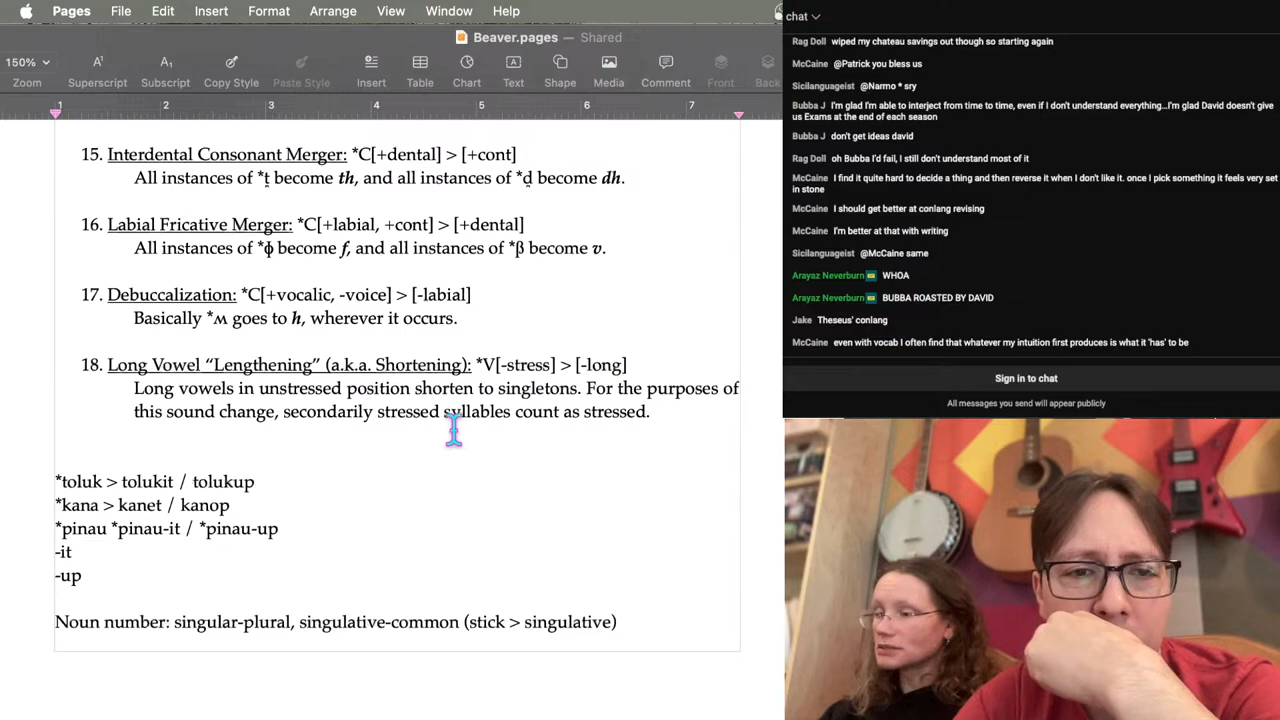 Pages File Edit Insert Format Arrange View Window Help
Beaver.pages — Shared
150%
Zoom Superscript Subscript Copy Style Paste Style Insert Table Chart Text Shape Media Comment Front Back
1 2 3 4 5 6 7
15. Interdental Consonant Merger: *C[+dental] > [+cont]
All instances of *t̪ become th, and all instances of *d̪ become dh.
16. Labial Fricative Merger: *C[+labial, +cont] > [+dental]
All instances of *ɸ become f, and all instances of *β become v.
17. Debuccalization: *C[+vocalic, -voice] > [-labial]
Basically *ʍ goes to h, wherever it occurs.
18. Long Vowel “Lengthening” (a.k.a. Shortening): *V[-stress] > [-long]
Long vowels in unstressed position shorten to singletons. For the purposes of
this sound change, secondarily stressed syllables count as stressed.
*toluk > tolukit / tolukup
*kana > kanet / kanop
*pinau *pinau-it / *pinau-up
-it
-up
Noun number: singular-plural, singulative-common (stick > singulative)
chat
Rag Doll wiped my chateau savings out though so starting again
McCaine @Patrick you bless us
Sicilanguageist @Narmo * sry
Bubba J I'm glad I'm able to interject from time to time, even if I don't understand everything...I'm glad David doesn't give
us Exams at the end of each season
Bubba J don't get ideas david
Rag Doll oh Bubba I'd fail, I still don't understand most of it
McCaine I find it quite hard to decide a thing and then reverse it when I don't like it. once I pick something it feels very set
in stone
McCaine I should get better at conlang revising
McCaine I'm better at that with writing
Sicilanguageist @McCaine same
Arayaz Neverburn WHOA
Arayaz Neverburn BUBBA ROASTED BY DAVID
Jake Theseus' conlang
McCaine even with vocab I often find that whatever my intuition first produces is what it 'has' to be
Sign in to chat
All messages you send will appear publicly